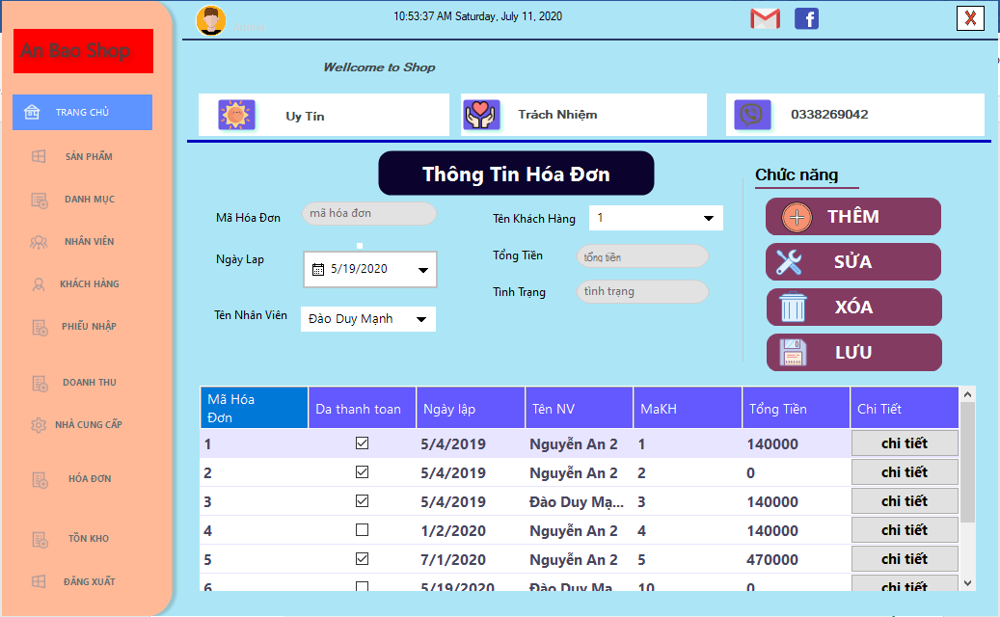 An Bao Shop
Admin
10:53:37 AM Saturday, July 11, 2020
X
Wellcome to Shop
Uy Tín
Trách Nhiệm
0338269042
TRANG CHỦ
SẢN PHẨM
DANH MỤC
NHÂN VIÊN
KHÁCH HÀNG
PHIẾU NHẬP
DOANH THU
NHÀ CUNG CẤP
HÓA ĐƠN
TỒN KHO
ĐĂNG XUẤT
Thông Tin Hóa Đơn
Mã Hóa Đơn
mã hóa đơn
Tên Khách Hàng
1
Ngày Lap
5/19/2020
Tổng Tiền
tổng tiền
Tình Trạng
tình trạng
Tên Nhân Viên
Đào Duy Mạnh
Chức năng
THÊM
SỬA
XÓA
LƯU
Mã Hóa
Đơn
Da thanh toan
Ngày lập
Tên NV
MaKH
Tổng Tiền
Chi Tiết
1 5/4/2019 Nguyễn An 2 1 140000 chi tiết
2 5/4/2019 Nguyễn An 2 2 0 chi tiết
3 5/4/2019 Đào Duy Mạ... 3 140000 chi tiết
4 1/2/2020 Nguyễn An 2 4 140000 chi tiết
5 7/1/2020 Nguyễn An 2 5 470000 chi tiết
6 5/19/2020 Đào Duy Mạ... 10 0 chi tiết